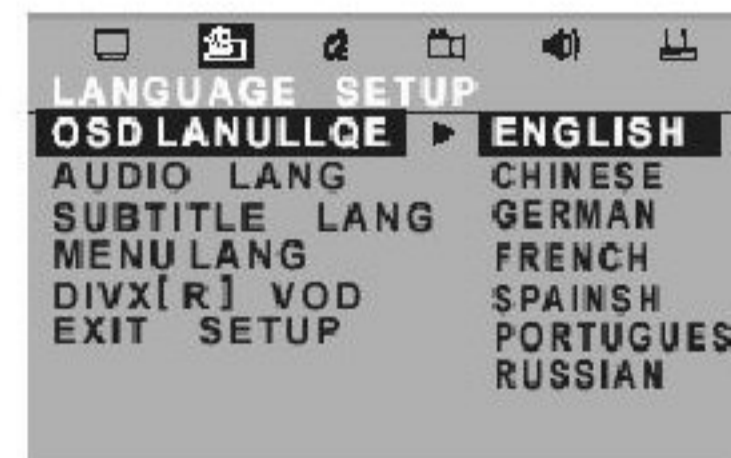 LANGUAGE SETUP
OSD LANULLQE ENGLISH
AUDIO LANG CHINESE
SUBTITLE LANG GERMAN
MENU LANG FRENCH
DIVX[R] VOD SPAINSH
EXIT SETUP PORTUGUES
RUSSIAN